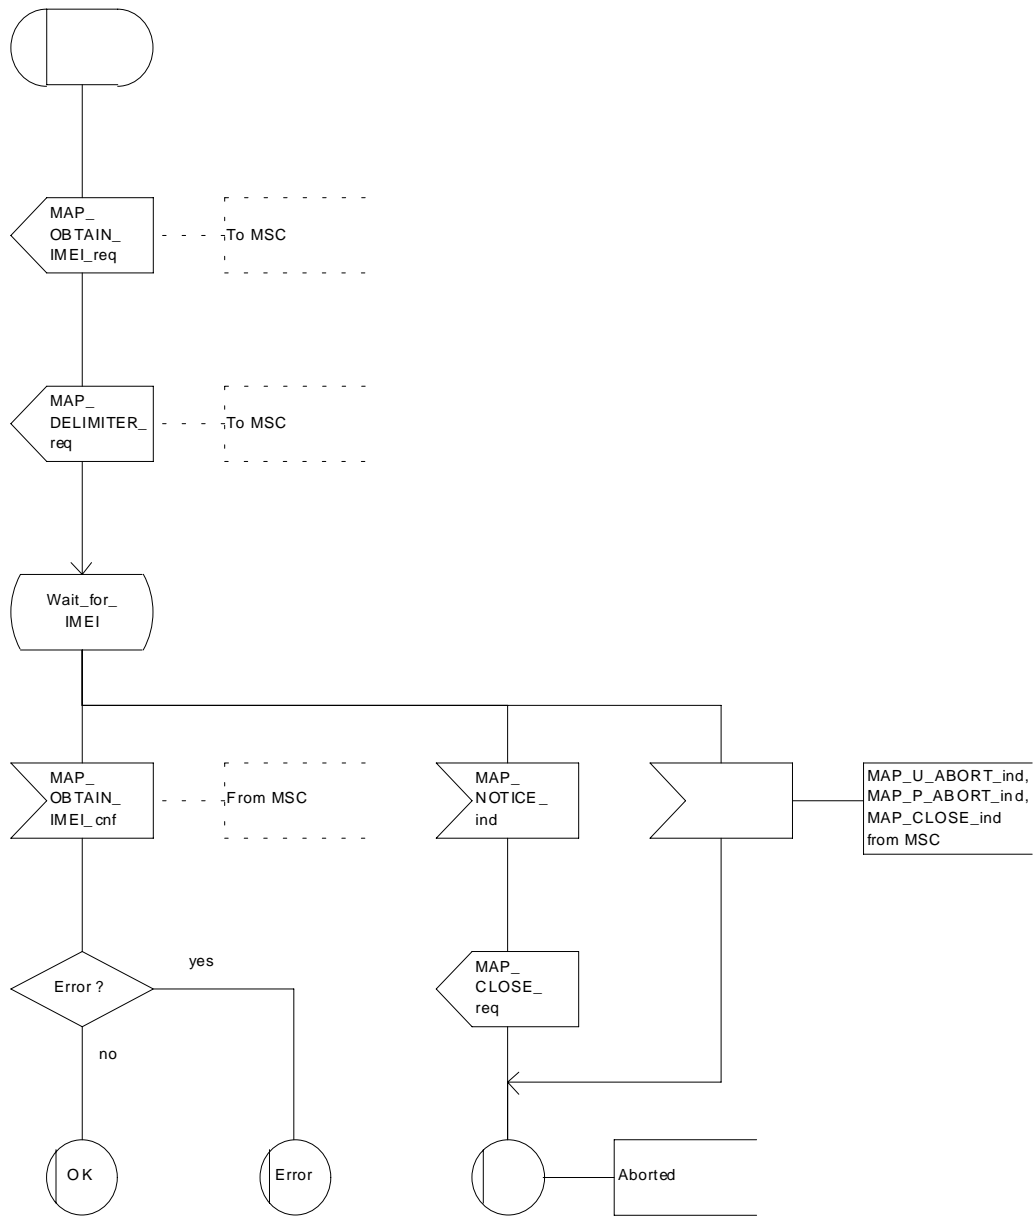 MAP_
OBTAIN_
IMEI_req
To MSC
MAP_
DELIMITER_
req
To MSC
Wait_for_
IMEI
MAP_
OBTAIN_
IMEI_cnf
From MSC
MAP_
NOTICE_
ind
MAP_U_ABORT_ind,
MAP_P_ABORT_ind,
MAP_CLOSE_ind
from MSC
Error ?
yes
no
MAP_
CLOSE_
req
OK
Error
Aborted